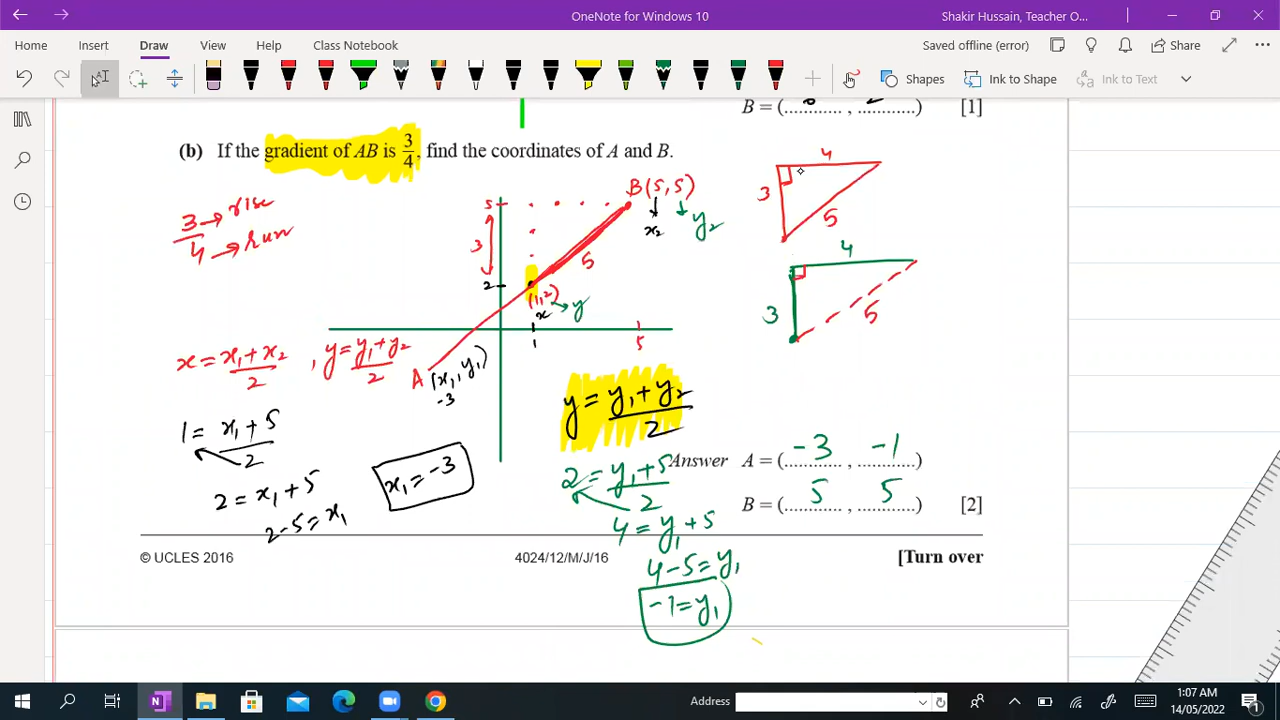 OneNote for Windows 10
Shakir Hussain, Teacher O...
Home Insert Draw View Help Class Notebook
Saved offline (error) Share
Shapes Ink to Shape Ink to Text
B = (............ , ............) [1]
(b) If the gradient of AB is 3/4, find the coordinates of A and B.
3 → rise
4 → run
5
3
2
B(5,5)
x2
y2
5
(1,2)
x → y
1
5
A (x1, y1)
-3
4
3
5
4
3
5
x = x1 + x2 / 2 , y = y1 + y2 / 2
1 = x1 + 5 / 2
2 = x1 + 5
2 - 5 = x1
x1 = -3
y = y1 + y2 / 2
2 = y1 + 5 / 2
4 = y1 + 5
4 - 5 = y1
-1 = y1
Answer A = (-3 , -1)
B = (5 , 5) [2]
© UCLES 2016 4024/12/M/J/16 [Turn over
Address
1:07 AM
14/05/2022